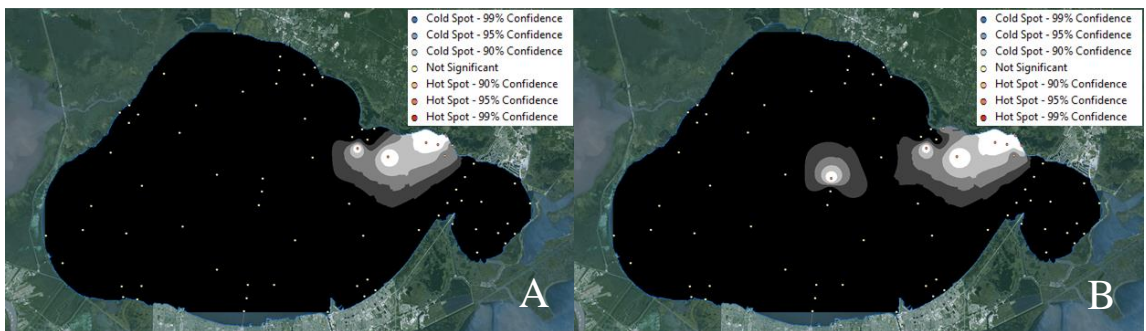 Cold Spot - 99% Confidence
Cold Spot - 95% Confidence
Cold Spot - 90% Confidence
Not Significant
Hot Spot - 90% Confidence
Hot Spot - 95% Confidence
Hot Spot - 99% Confidence
A
Cold Spot - 99% Confidence
Cold Spot - 95% Confidence
Cold Spot - 90% Confidence
Not Significant
Hot Spot - 90% Confidence
Hot Spot - 95% Confidence
Hot Spot - 99% Confidence
B